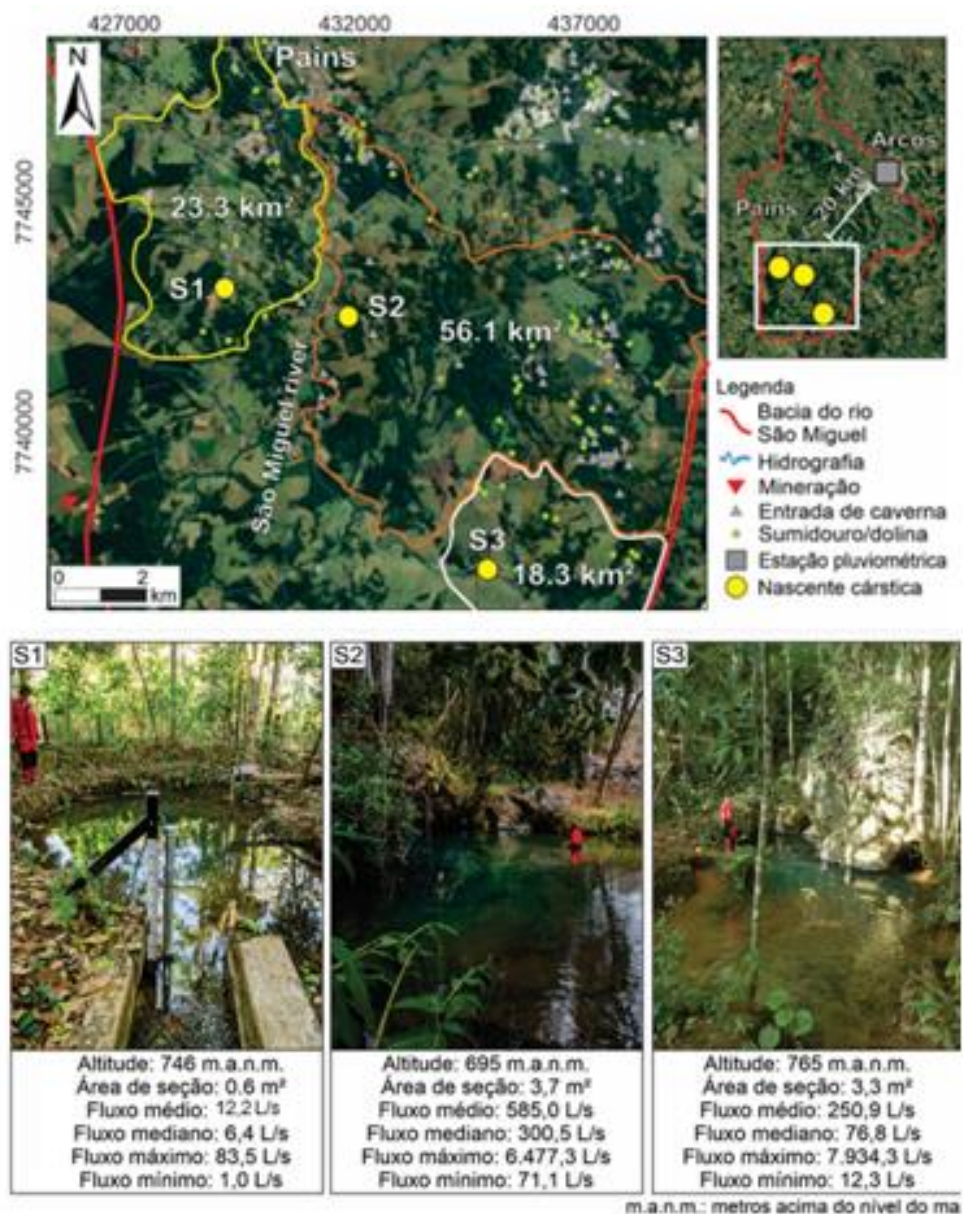 427000
432000
437000
N
Pains
7745000
23.3 km²
S1
S2
56.1 km²
São Miguel river
7740000
S3
18.3 km²
0
2
km
Arcos
20 km
Pains
Legenda
Bacia do rio
São Miguel
Hidrografia
Mineração
Entrada de caverna
Sumidouro/dolina
Estação pluviométrica
Nascente cárstica
S1
Altitude: 746 m.a.n.m.
Área de seção: 0,6 m²
Fluxo médio: 12,2 L/s
Fluxo mediano: 6,4 L/s
Fluxo máximo: 83,5 L/s
Fluxo mínimo: 1,0 L/s
S2
Altitude: 695 m.a.n.m.
Área de seção: 3,7 m²
Fluxo médio: 585,0 L/s
Fluxo mediano: 300,5 L/s
Fluxo máximo: 6.477,3 L/s
Fluxo mínimo: 71,1 L/s
S3
Altitude: 765 m.a.n.m.
Área de seção: 3,3 m²
Fluxo médio: 250,9 L/s
Fluxo mediano: 76,8 L/s
Fluxo máximo: 7.934,3 L/s
Fluxo mínimo: 12,3 L/s
m.a.n.m.: metros acima do nível do ma